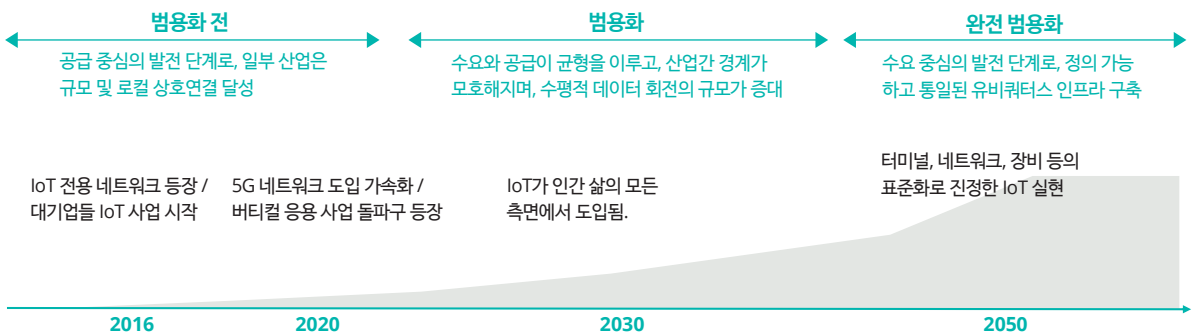 범용화 전
공급 중심의 발전 단계로, 일부 산업은
규모 및 로컬 상호연결 달성
범용화
수요와 공급이 균형을 이루고, 산업간 경계가
모호해지며, 수평적 데이터 회전의 규모가 증대
완전 범용화
수요 중심의 발전 단계로, 정의 가능
하고 통일된 유비쿼터스 인프라 구축
IoT 전용 네트워크 등장 /
대기업들 IoT 사업 시작
5G 네트워크 도입 가속화 /
버티컬 응용 사업 돌파구 등장
IoT가 인간 삶의 모든
측면에서 도입됨.
터미널, 네트워크, 장비 등의
표준화로 진정한 IoT 실현
2016
2020
2030
2050